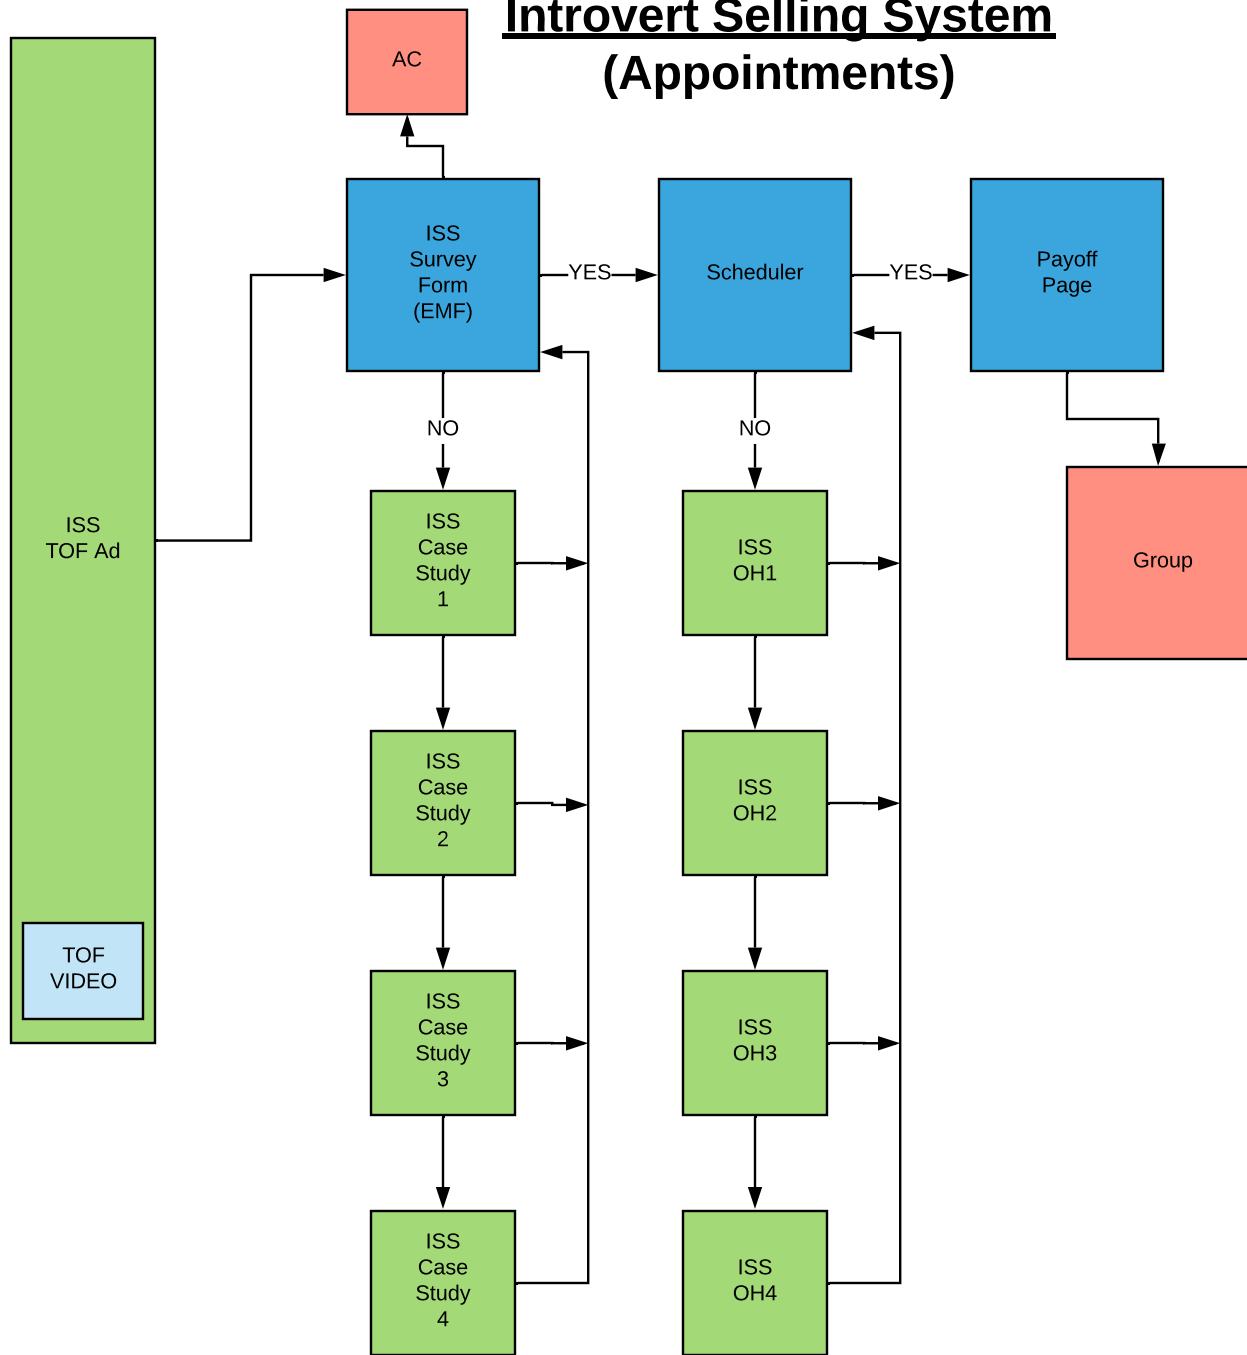 Introvert Selling System
(Appointments)
AC
ISS
Survey
Form
(EMF)
YES
Scheduler
YES
Payoff
Page
NO
NO
ISS
TOF Ad
TOF
VIDEO
ISS
Case
Study
1
ISS
OH1
Group
ISS
Case
Study
2
ISS
OH2
ISS
Case
Study
3
ISS
OH3
ISS
Case
Study
4
ISS
OH4